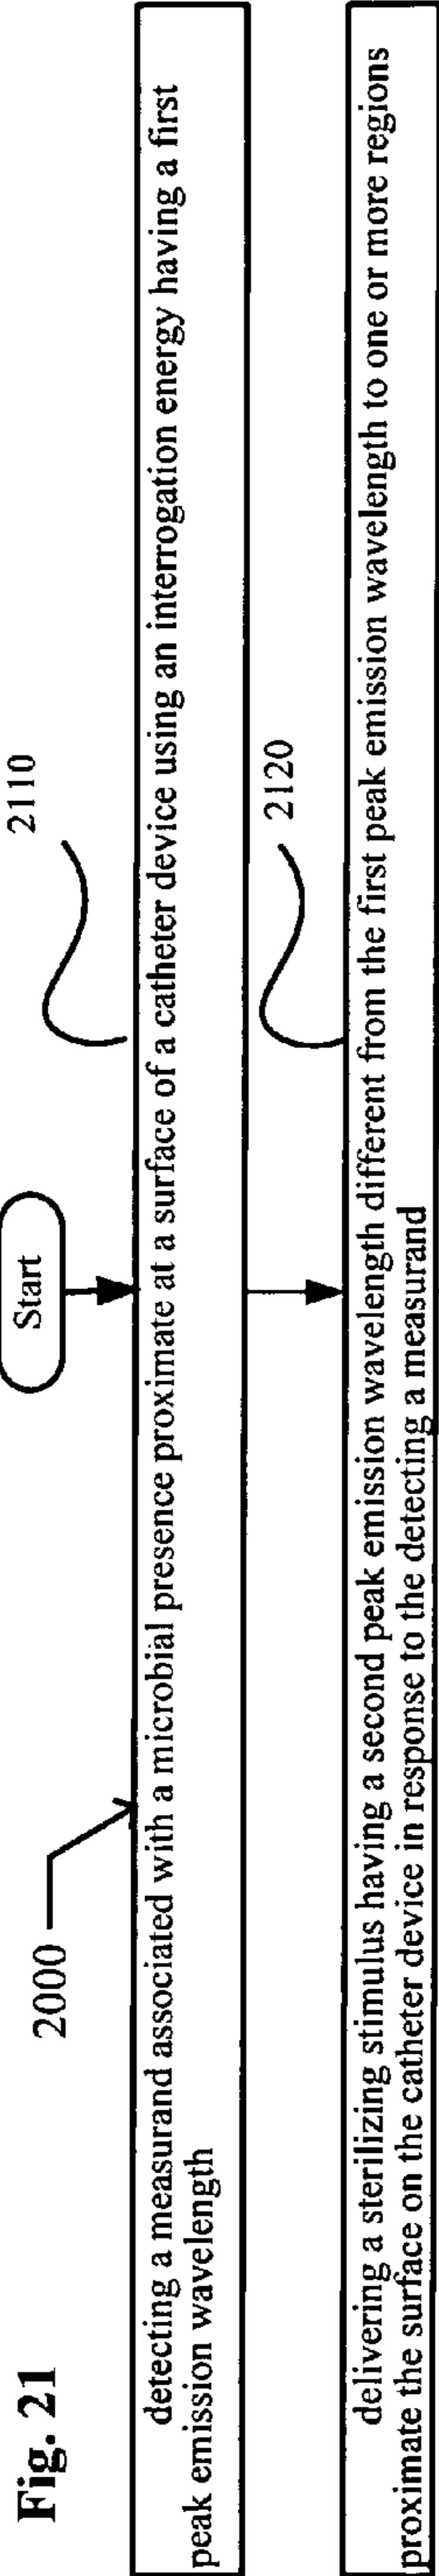 Fig. 21
2000
Start
2110
detecting a measurand associated with a microbial presence proximate at a surface of a catheter device using an interrogation energy having a first
peak emission wavelength
2120
delivering a sterilizing stimulus having a second peak emission wavelength different from the first peak emission wavelength to one or more regions
proximate the surface on the catheter device in response to the detecting a measurand